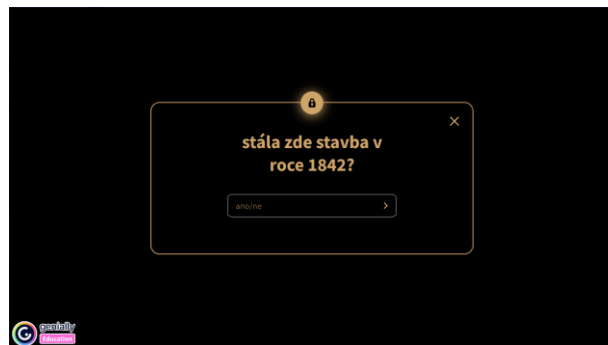 stála zde stavba v
roce 1842?
ano/ne
genially
Education